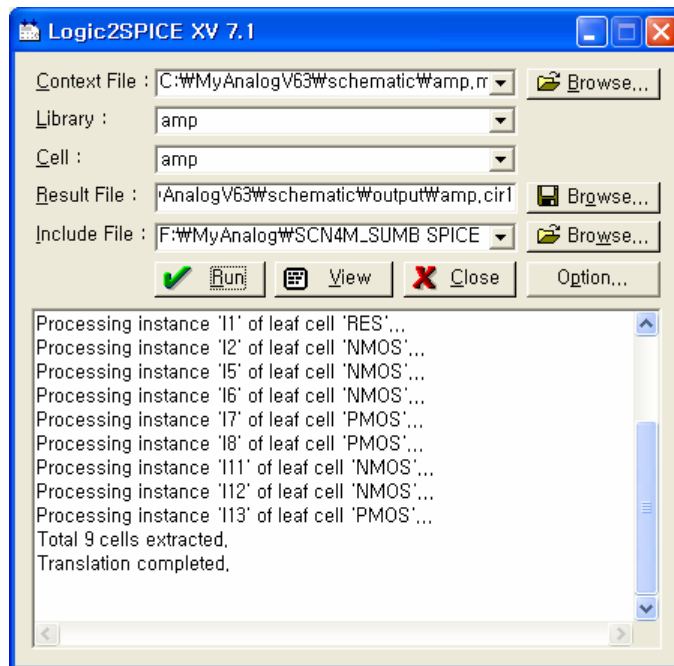 Logic2SPICE XV 7.1
Context File : C:₩MyAnalogV63₩schematic₩amp,m Browse...
Library : amp
Cell : amp
Result File : AnalogV63₩schematic₩output₩amp,cir1 Browse...
Include File : F:₩MyAnalog₩SCN4M_SUMB SPICE Browse...
Run View Close Option...
Processing instance 'I1' of leaf cell 'RES',,,
Processing instance 'I2' of leaf cell 'NMOS',,,
Processing instance 'I5' of leaf cell 'NMOS',,,
Processing instance 'I6' of leaf cell 'NMOS',,,
Processing instance 'I7' of leaf cell 'PMOS',,,
Processing instance 'I8' of leaf cell 'PMOS',,,
Processing instance 'I11' of leaf cell 'NMOS',,,
Processing instance 'I12' of leaf cell 'NMOS',,,
Processing instance 'I13' of leaf cell 'PMOS',,,
Total 9 cells extracted,
Translation completed,